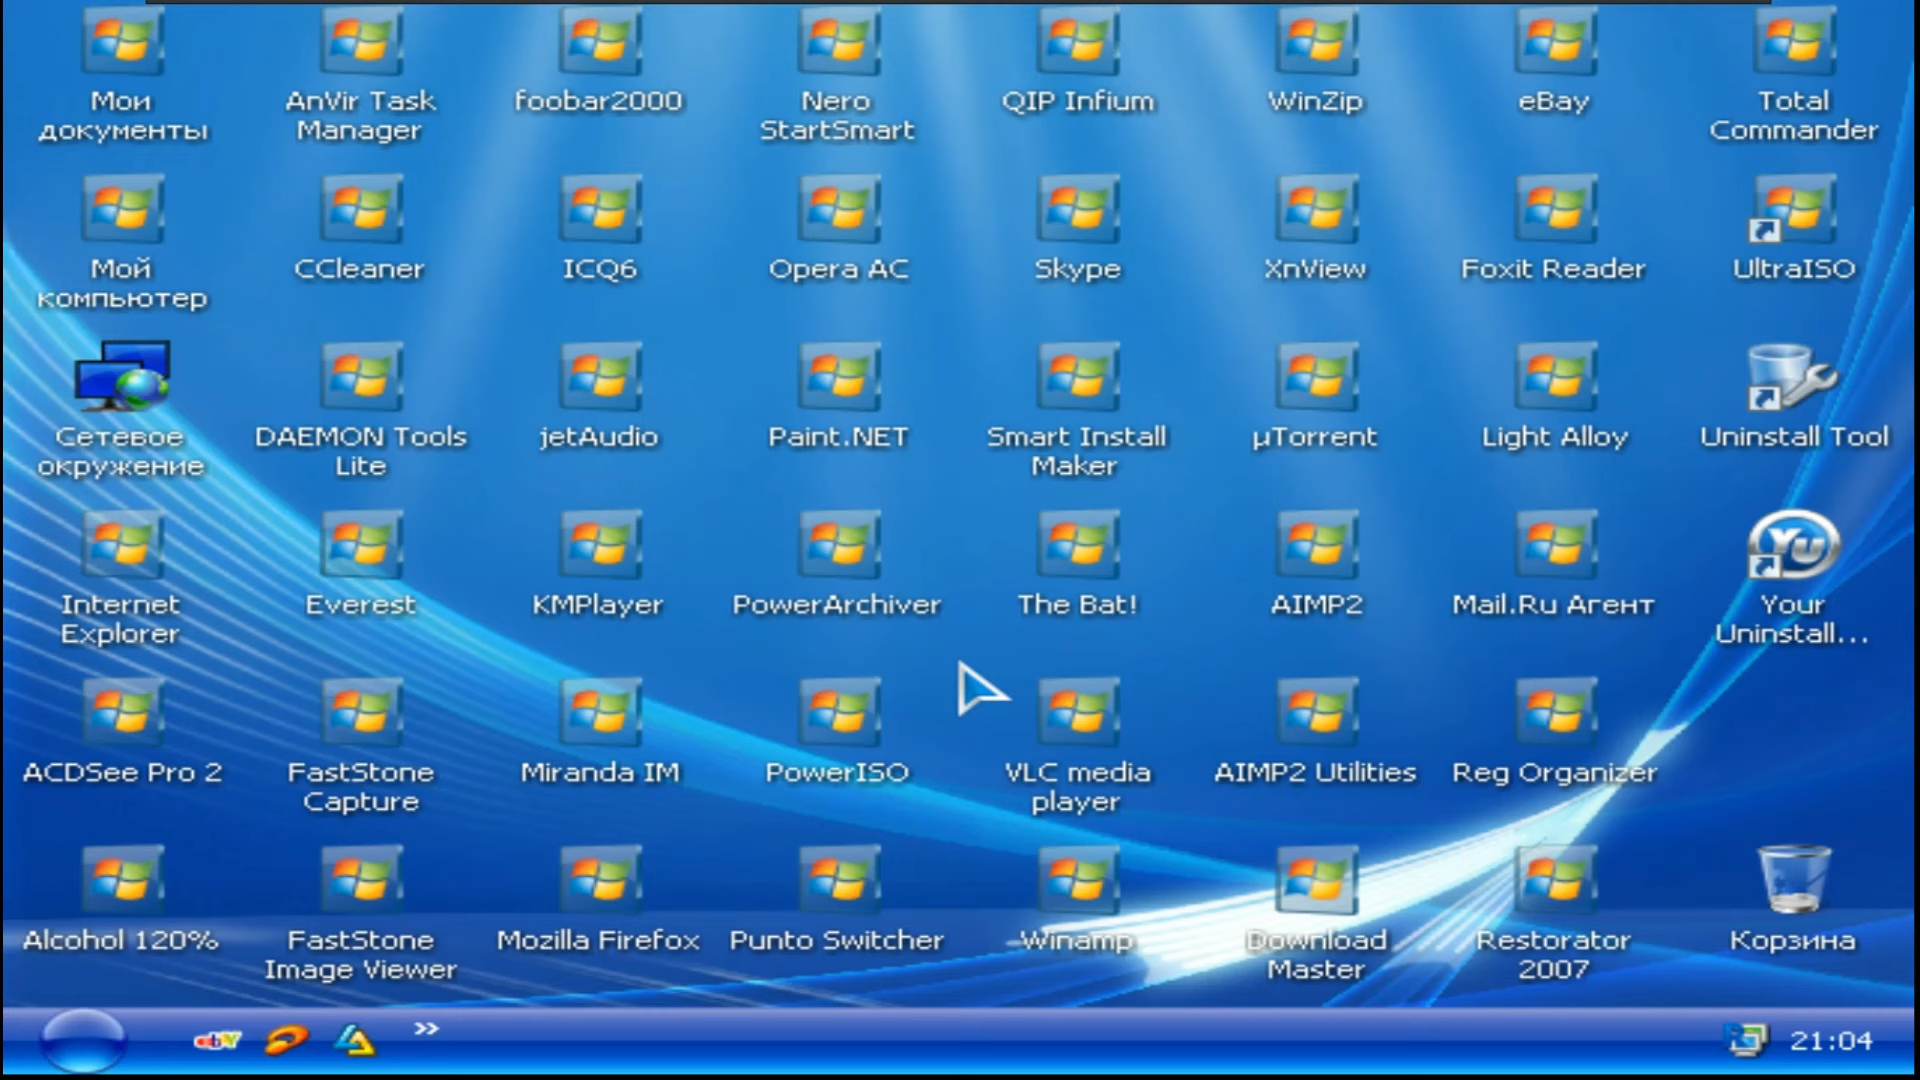 Мои документы
AnVir Task Manager
foobar2000
Nero StartSmart
QIP Infium
WinZip
eBay
Total Commander
Мой компьютер
CCleaner
ICQ6
Opera AC
Skype
XnView
Foxit Reader
UltraISO
Сетевое окружение
DAEMON Tools Lite
jetAudio
Paint.NET
Smart Install Maker
µTorrent
Light Alloy
Uninstall Tool
Internet Explorer
Everest
KMPlayer
PowerArchiver
The Bat!
AIMP2
Mail.Ru Агент
Yu
Your Uninstall...
ACDSee Pro 2
FastStone Capture
Miranda IM
PowerISO
VLC media player
AIMP2 Utilities
Reg Organizer
Alcohol 120%
FastStone Image Viewer
Mozilla Firefox
Punto Switcher
Winamp
Download Master
Restorator 2007
Корзина
ebY
»
21:04